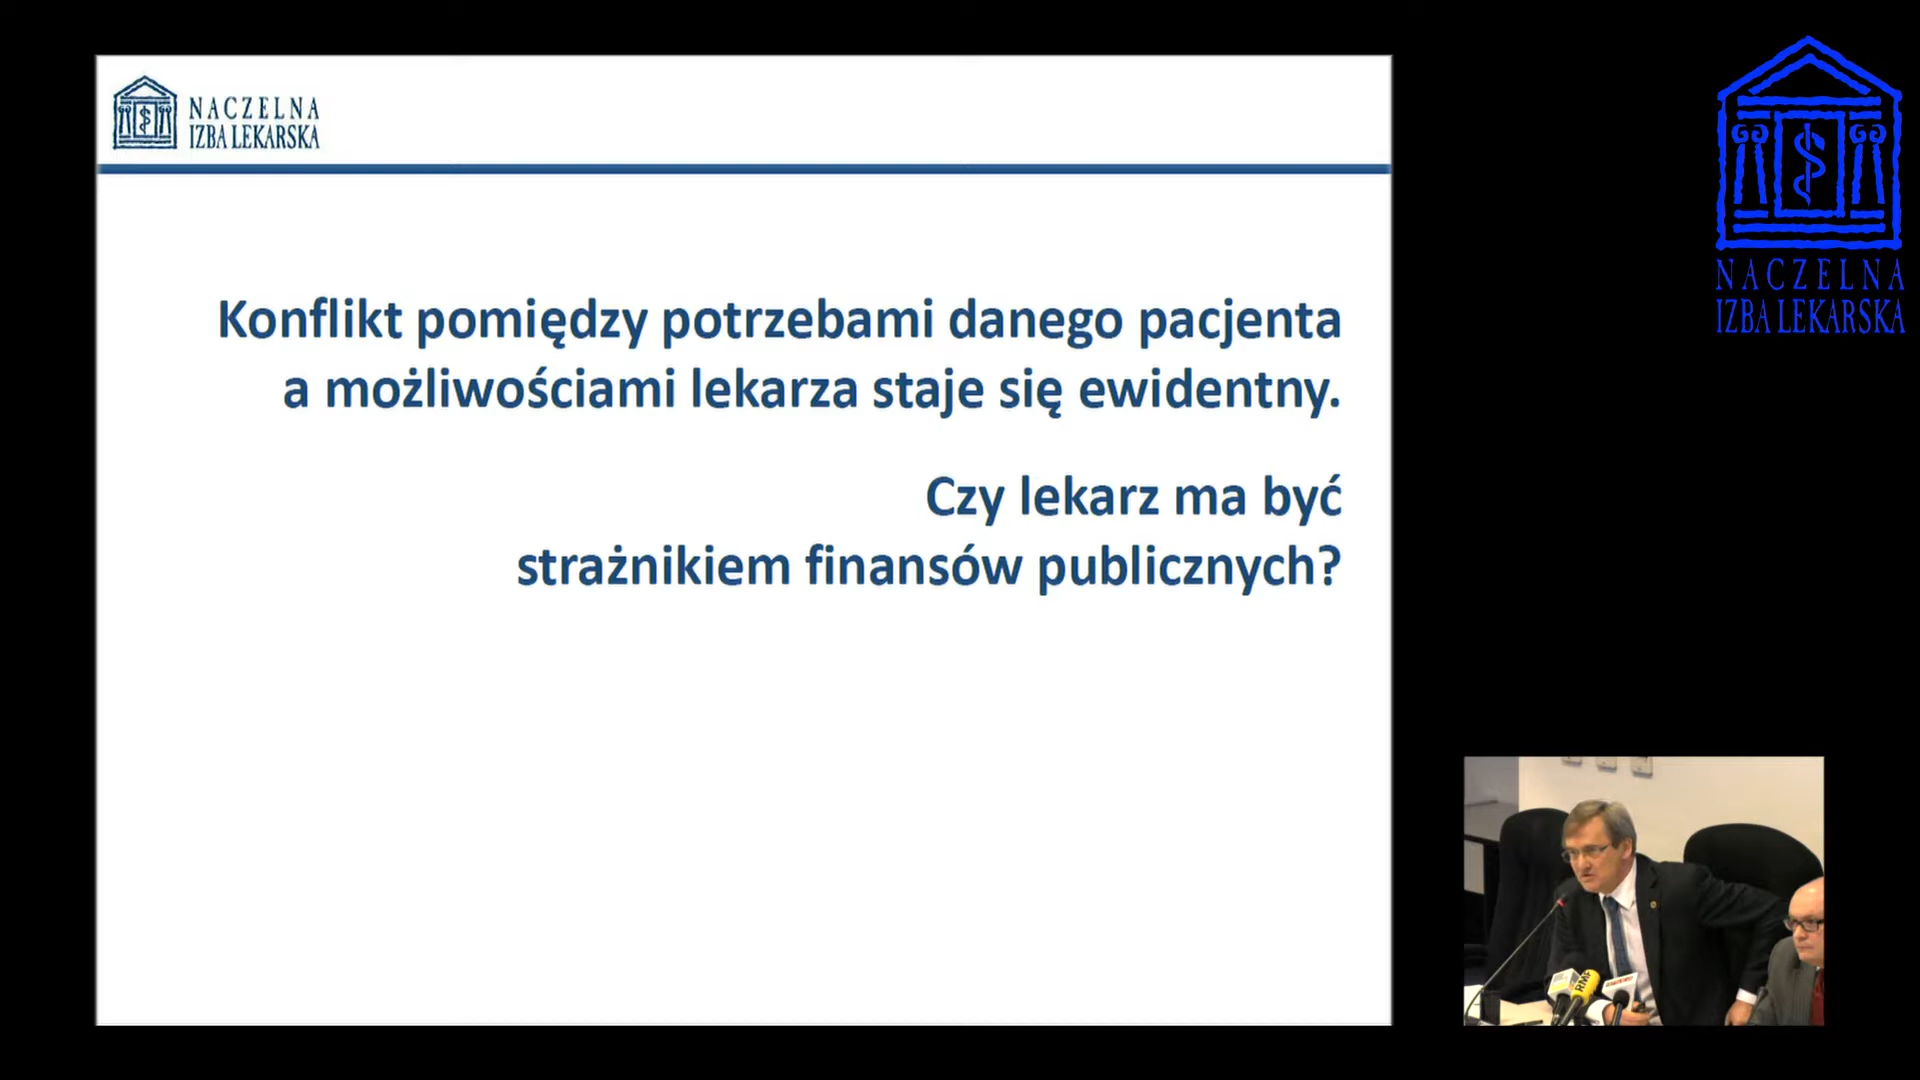 NACZELNA
IZBA LEKARSKA
Konflikt pomiędzy potrzebami danego pacjenta
a możliwościami lekarza staje się ewidentny.
Czy lekarz ma być
strażnikiem finansów publicznych?
NACZELNA
IZBA LEKARSKA
RMF